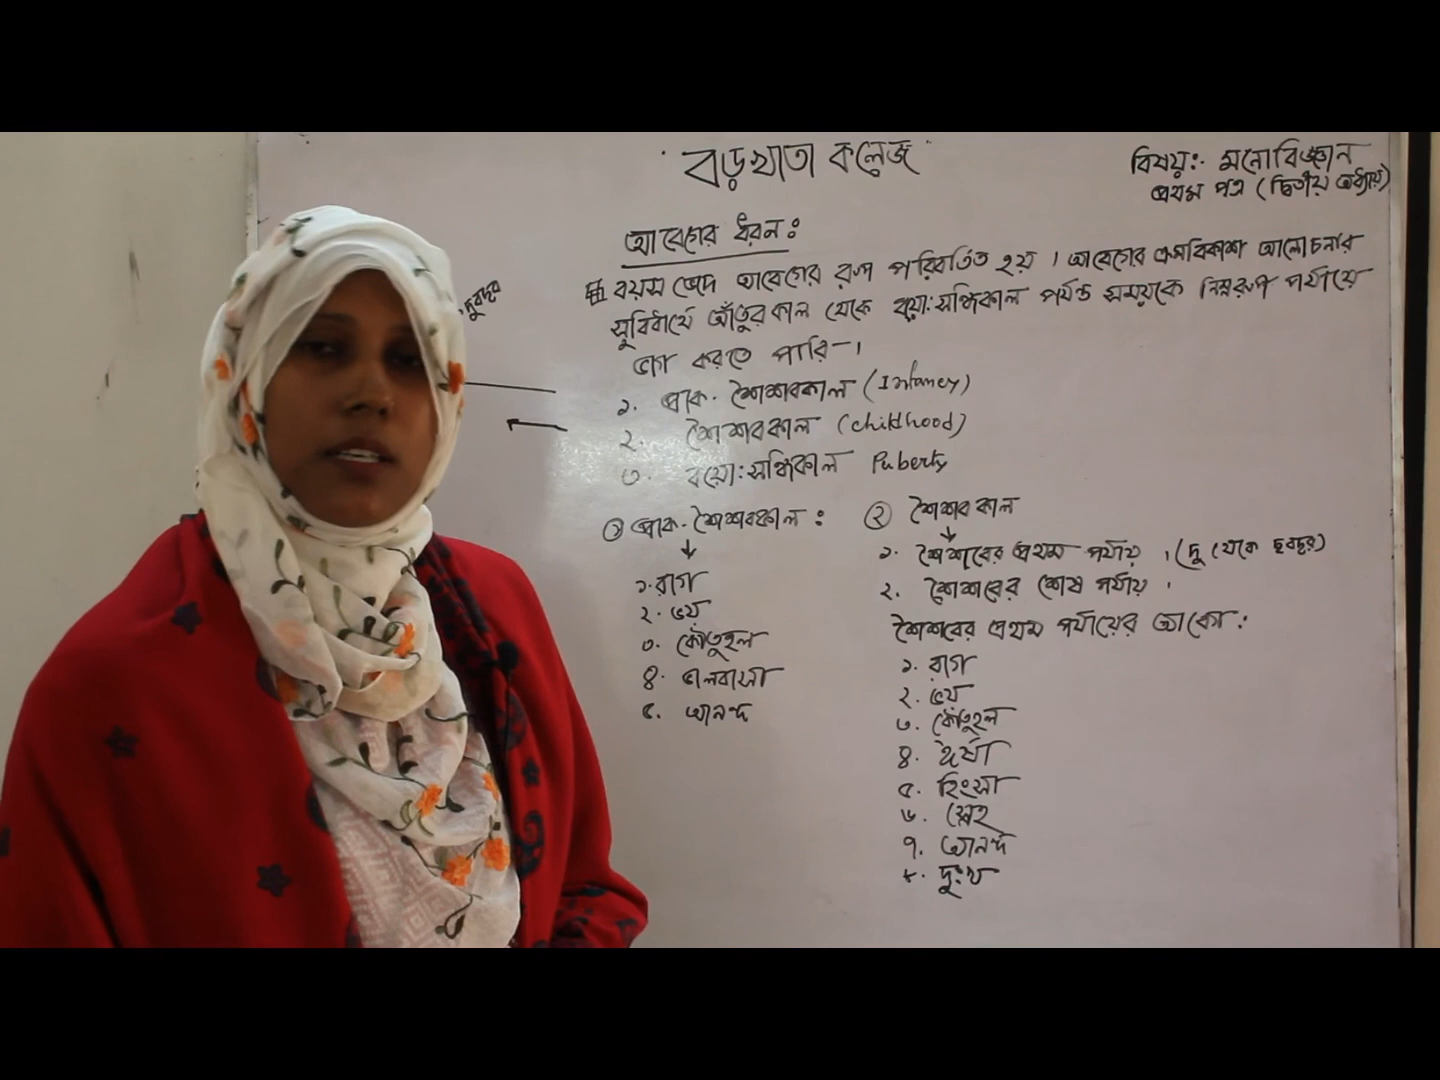 বড়খাতা কলেজ
বিষয়:- মনোবিজ্ঞান
প্রথম পত্র (দ্বিতীয় অধ্যায়)
আবেগের ধরন:
বয়স ভেদে আবেগের রূপ পরিবর্তিত হয়। আবেগের ক্রমবিকাশ আলোচনার
সুবিধার্থে আঁতুরকাল থেকে বয়ো:সন্ধিকাল পর্যন্ত সময়কে নিম্নরূপ পর্যায়ে
ভাগ করতে পারি-।
১. প্রাক-শৈশবকাল (Infancy)
২. শৈশবকাল (childhood)
৩. বয়ো:সন্ধিকাল Puberty
১ প্রাক-শৈশবকাল:
১. রাগ
২. ভয়
৩. কৌতুহল
৪. ভালবাসা
৫. আনন্দ
২ শৈশব কাল
১. শৈশবের প্রথম পর্যায়। (দু থেকে ছবছর)
২. শৈশবের শেষ পর্যায়।
শৈশবের প্রথম পর্যায়ের আবেগ:
১. রাগ
২. ভয়
৩. কৌতুহল
৪. ঈর্ষা
৫. হিংসা
৬. স্নেহ
৭. আনন্দ
৮. দু:খ
দুবছর